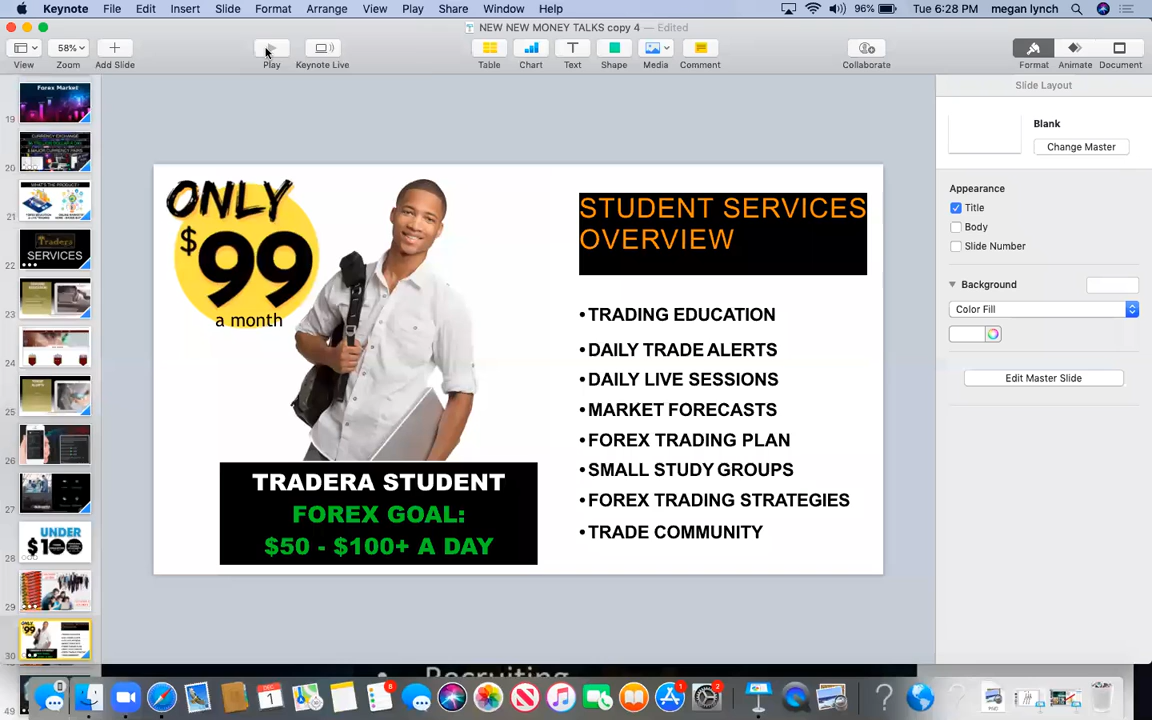 Keynote File Edit Insert Slide Format Arrange View Play Share Window Help
96% Tue 6:28 PM megan lynch
NEW NEW MONEY TALKS copy 4 — Edited
58%
View Zoom Add Slide Play Keynote Live Table Chart Text Shape Media Comment Collaborate Format Animate Document
Slide Layout
Blank
Change Master
Appearance
Title
Body
Slide Number
Background
Color Fill
Edit Master Slide
Forex Market
19
20
21
Tradera
SERVICES
22
23
24
25
26
27
UNDER
$100
28
29
ONLY
$99
30
49
ONLY
$99
a month
STUDENT SERVICES
OVERVIEW
• TRADING EDUCATION
• DAILY TRADE ALERTS
• DAILY LIVE SESSIONS
• MARKET FORECASTS
• FOREX TRADING PLAN
• SMALL STUDY GROUPS
• FOREX TRADING STRATEGIES
• TRADE COMMUNITY
TRADERA STUDENT
FOREX GOAL:
$50 - $100+ A DAY
• Recruiting